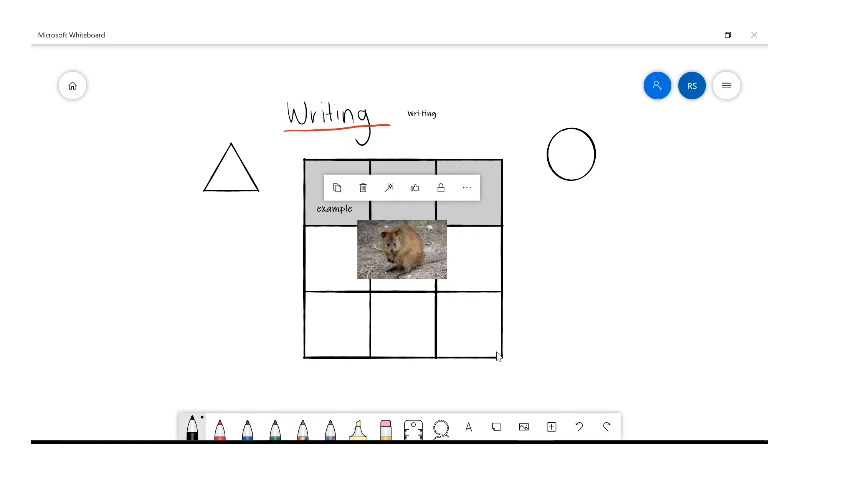 Microsoft Whiteboard
RS
Writing
Writing
example
A